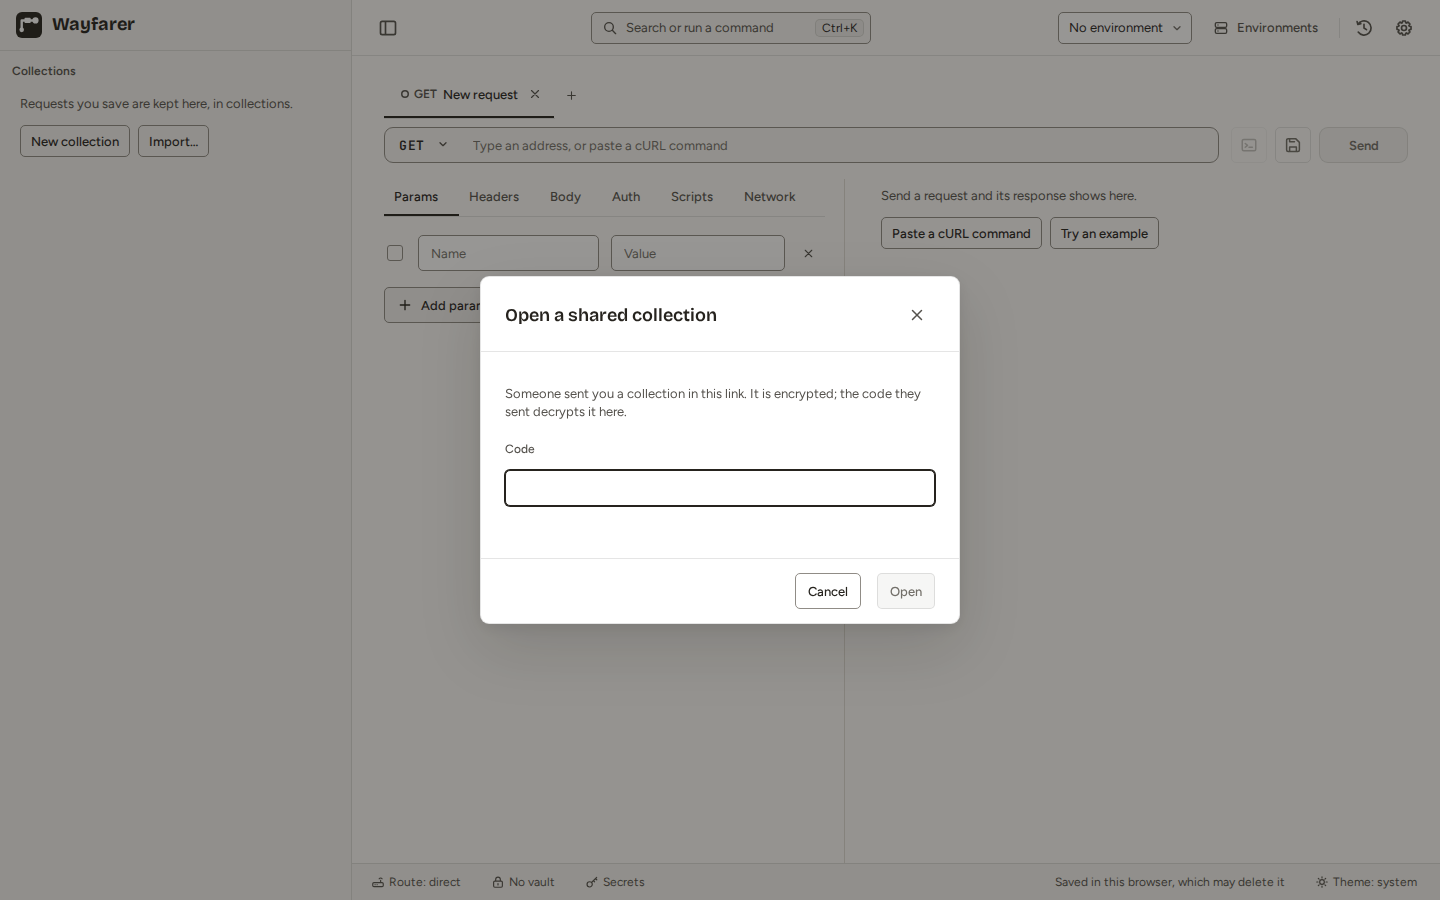 Wayfarer
Search or run a command
Ctrl+K
No environment
Environments
Collections
Requests you save are kept here, in collections.
New collection
Import...
GET New request
GET
Type an address, or paste a cURL command
Send
Params
Headers
Body
Auth
Scripts
Network
Send a request and its response shows here.
Paste a cURL command
Try an example
Name
Value
Add param
Open a shared collection
Someone sent you a collection in this link. It is encrypted; the code they
sent decrypts it here.
Code
Cancel
Open
Route: direct
No vault
Secrets
Saved in this browser, which may delete it
Theme: system